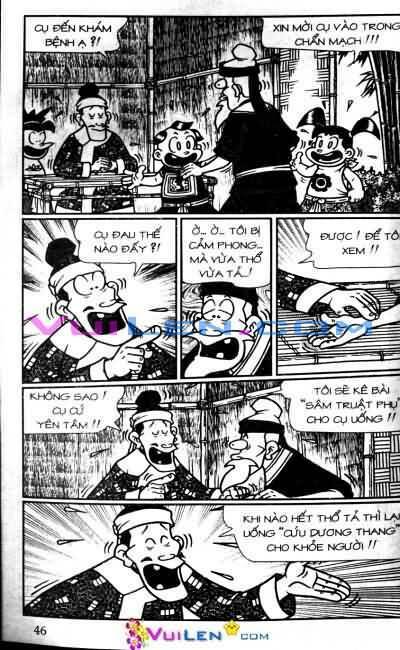 CỤ ĐẾN KHÁM
BỆNH Ạ ?!
XIN MỜI CỤ VÀO TRONG
CHẨN MẠCH !!!
CỤ ĐAU THẾ
NÀO ĐẤY ?!
Ờ.. Ờ.. TÔI BỊ
CẢM PHONG...
MÀ VỪA THỔ
VỪA TẢ..!
ĐƯỢC ! ĐỂ TÔ
XEM !!
VUILEN.COM
KHÔNG SAO !
CỤ CỨ
YÊN TÂM !!
TÔI SẼ KÊ BÀI
"SÂM TRUẬT PHỤ"
CHO CỤ UỐNG !!
KHI NÀO HẾT THỔ TẢ THÌ LẠI
UỐNG "CỨU DƯƠNG THANG"
CHO KHỎE NGƯỜI !!
46
VUILEN.COM